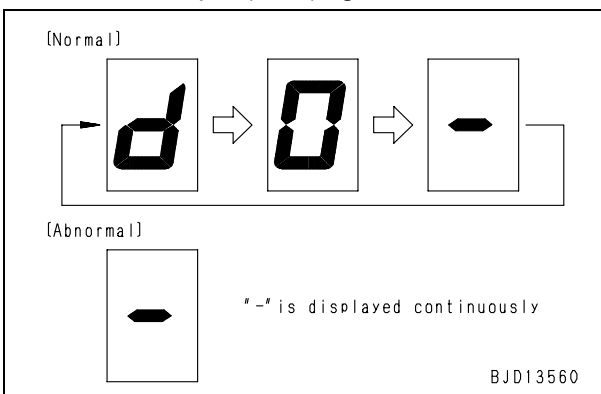 [Normal]
d 0 -
[Abnormal]
-
"-" is displayed continuously
BJD13560